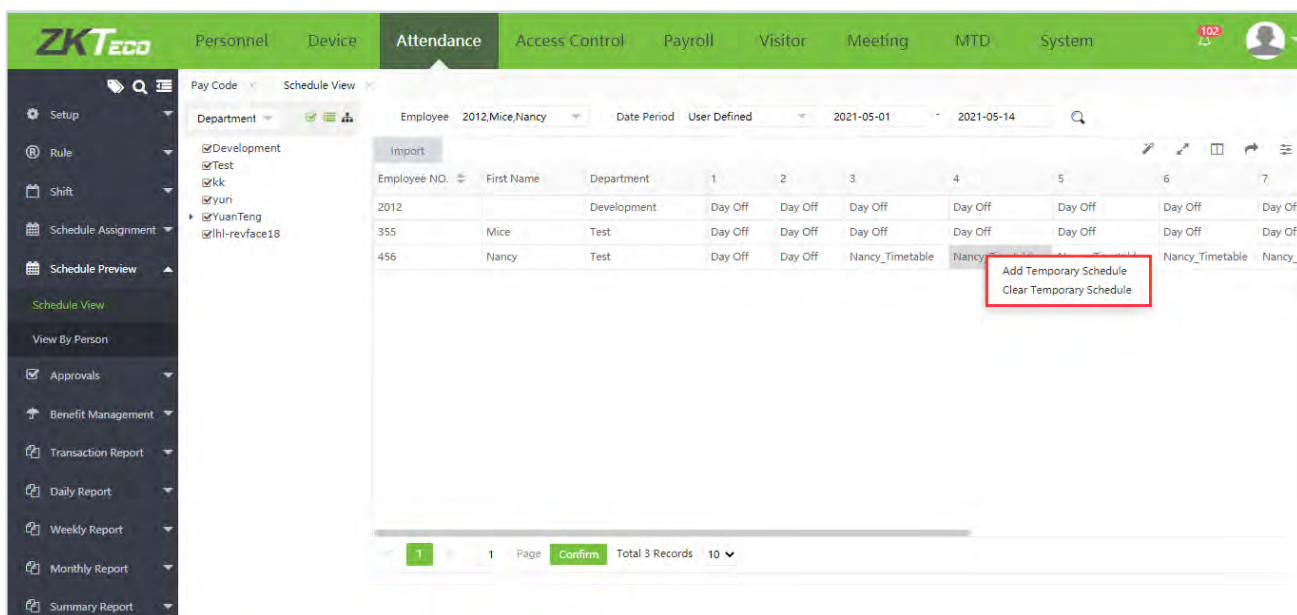 ZKTeco Personnel Device Attendance Access Control Payroll Visitor Meeting MTD System 102
Pay Code × Schedule View ×
Setup
Rule
Shift
Schedule Assignment
Schedule Preview
Schedule View
View By Person
Approvals
Benefit Management
Transaction Report
Daily Report
Weekly Report
Monthly Report
Summary Report
Department
Development
Test
kk
yuri
YuanTeng
lhl-revface18
Employee 2012,Mice,Nancy Date Period User Defined 2021-05-01 - 2021-05-14
Import
Employee NO. First Name Department 1 2 3 4 5 6 7
2012 Development Day Off Day Off Day Off Day Off Day Off Day Off Day Of
355 Mice Test Day Off Day Off Day Off Day Off Day Off Day Off Day Of
456 Nancy Test Day Off Day Off Nancy_Timetable Nancy_ Nancy_Timetable Nancy_
Add Temporary Schedule
Clear Temporary Schedule
1 1 Page Confirm Total 3 Records 10